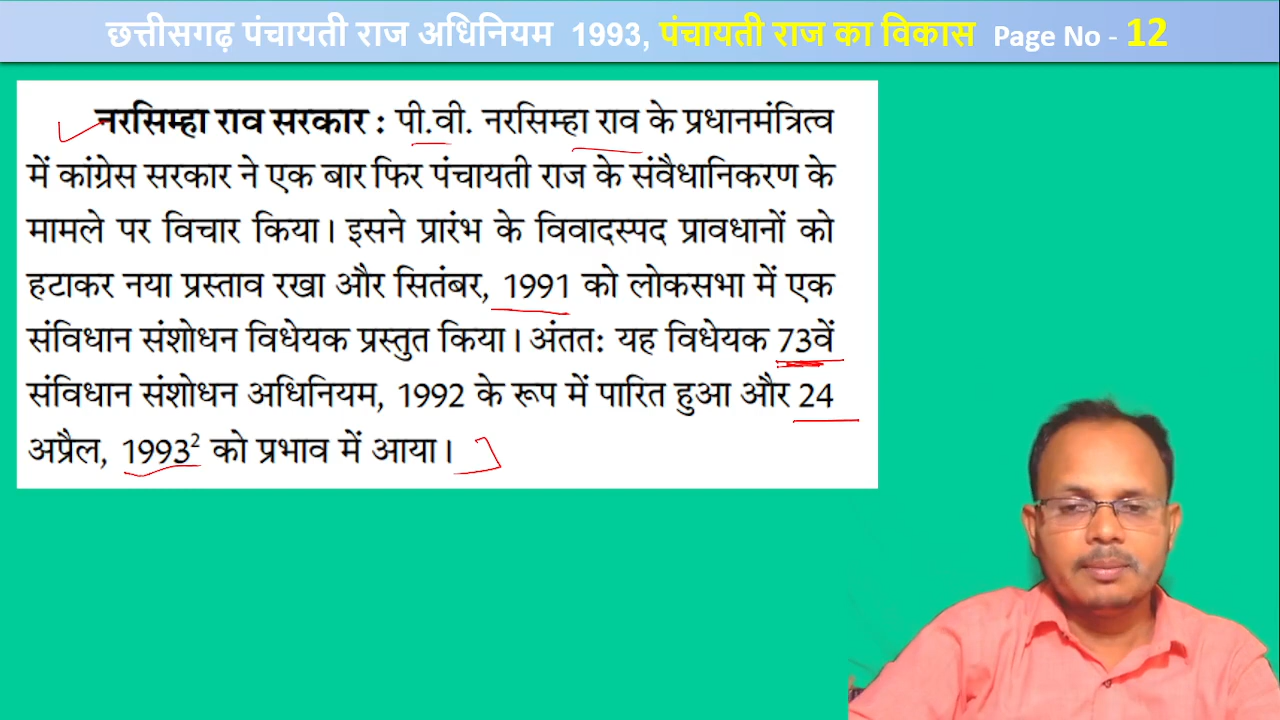 छत्तीसगढ़ पंचायती राज अधिनियम 1993, पंचायती राज का विकास Page No - 12
नरसिम्हा राव सरकार : पी.वी. नरसिम्हा राव के प्रधानमंत्रित्व
में कांग्रेस सरकार ने एक बार फिर पंचायती राज के संवैधानिकरण के
मामले पर विचार किया। इसने प्रारंभ के विवादस्पद प्रावधानों को
हटाकर नया प्रस्ताव रखा और सितंबर, 1991 को लोकसभा में एक
संविधान संशोधन विधेयक प्रस्तुत किया। अंततः यह विधेयक 73वें
संविधान संशोधन अधिनियम, 1992 के रूप में पारित हुआ और 24
अप्रैल, 1993² को प्रभाव में आया।